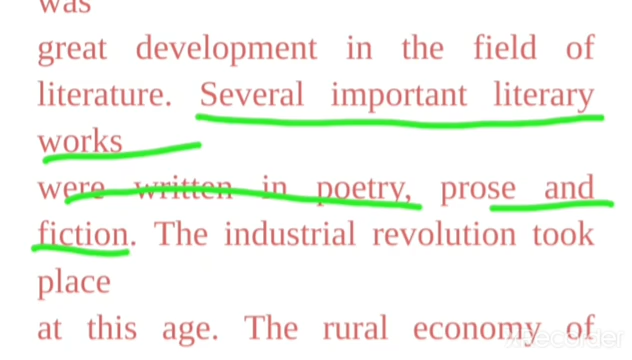 was
great development in the field of
literature. Several important literary
works
were written in poetry, prose and
fiction. The industrial revolution took
place
at this age. The rural economy of
XRecorder